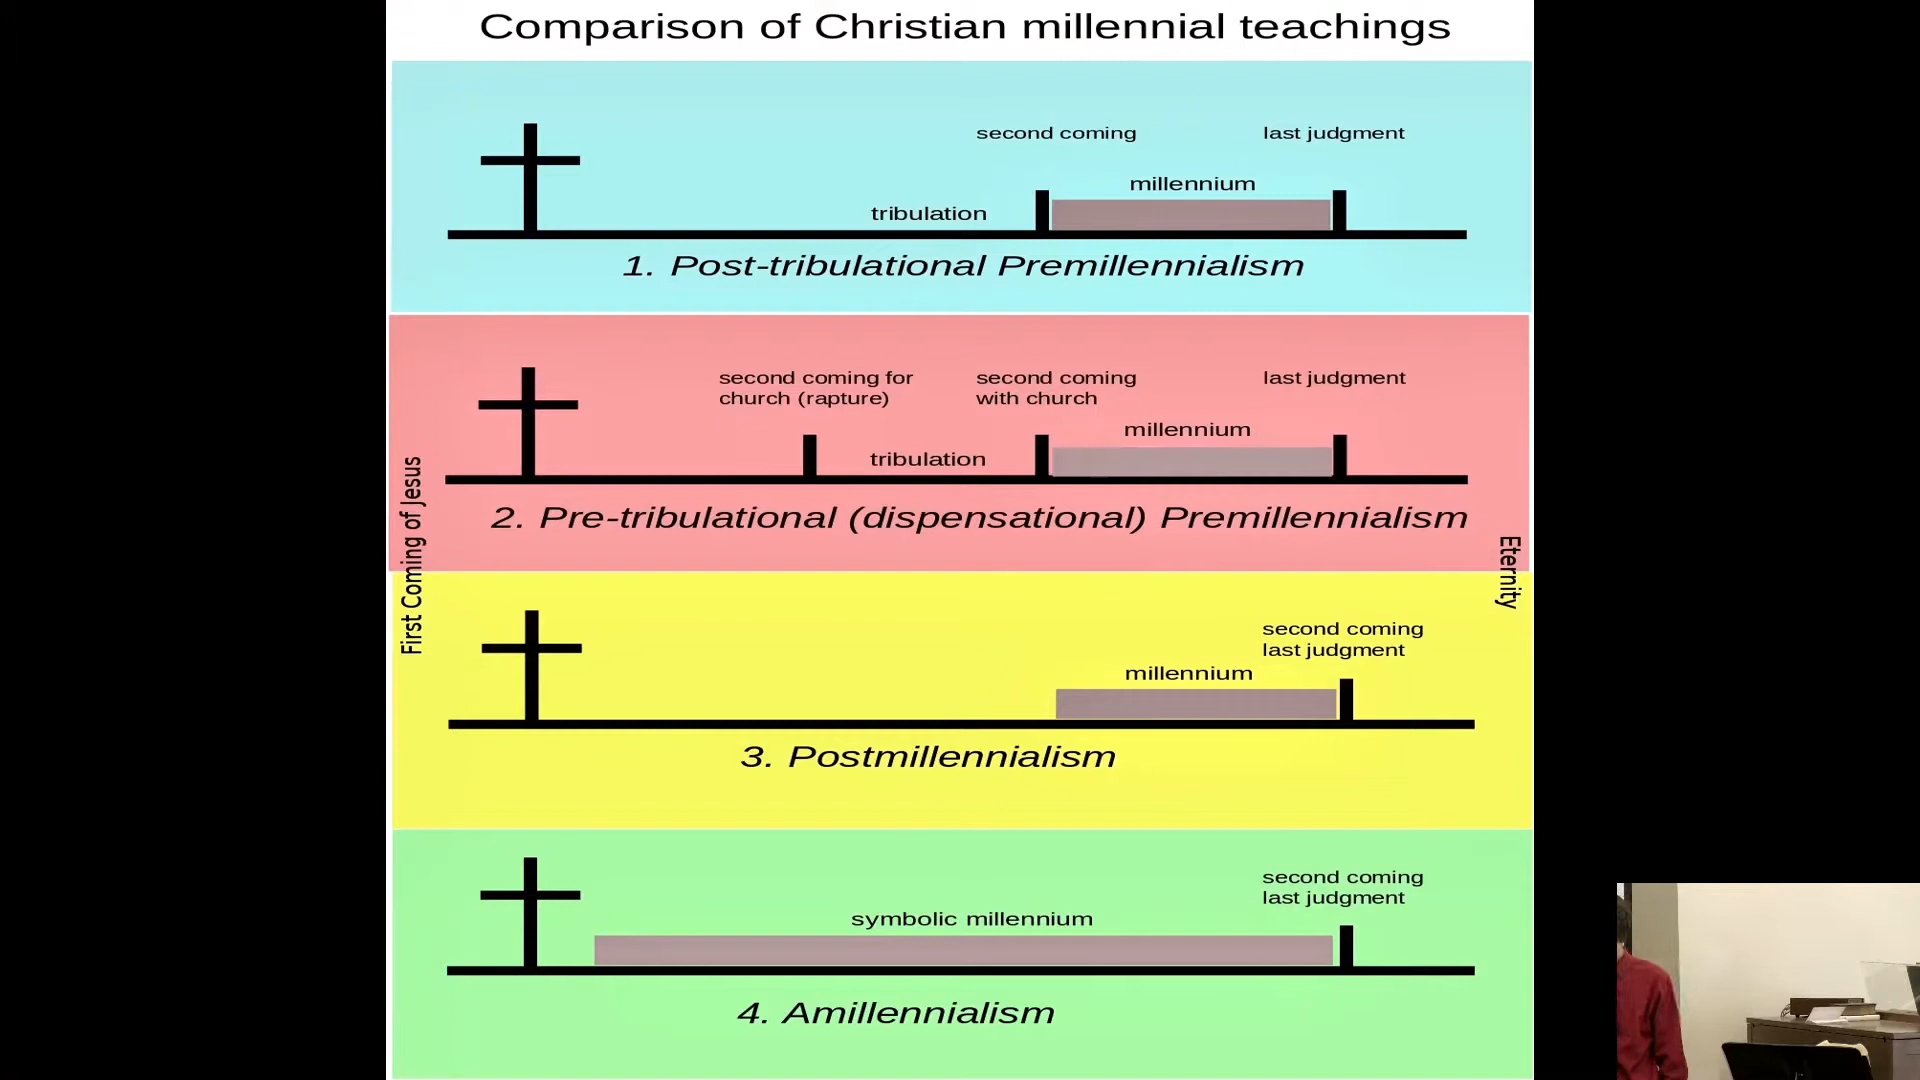 Comparison of Christian millennial teachings
second coming
last judgment
millennium
tribulation
1. Post-tribulational Premillennialism
second coming for
church (rapture)
second coming
with church
last judgment
millennium
tribulation
2. Pre-tribulational (dispensational) Premillennialism
First Coming of Jesus
Eternity
second coming
last judgment
millennium
3. Postmillennialism
second coming
last judgment
symbolic millennium
4. Amillennialism